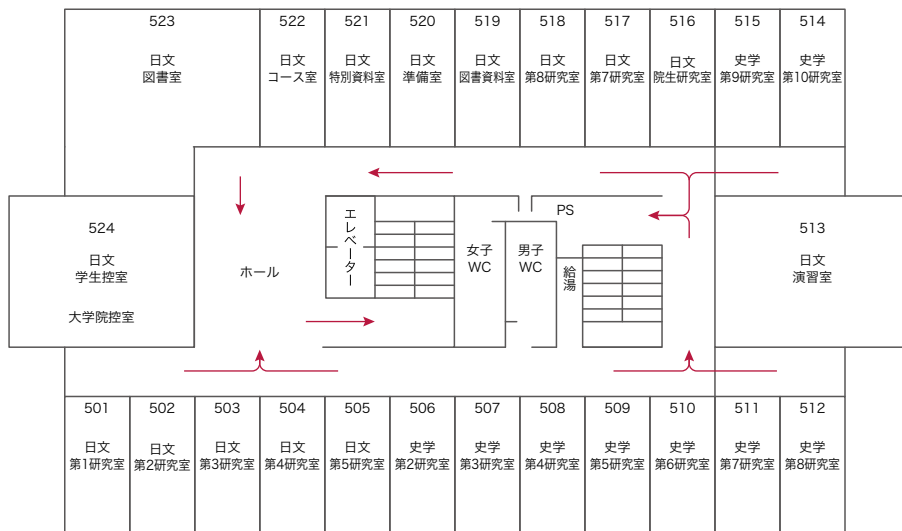 523
日文
図書室
522
日文
コース室
521
日文
特別資料室
520
日文
準備室
519
日文
図書資料室
518
日文
第8研究室
517
日文
第7研究室
516
日文
院生研究室
515
史学
第9研究室
514
史学
第10研究室
524
日文
学生控室
大学院控室
ホール
エレベーター
女子
WC
男子
WC
PS
給湯
513
日文
演習室
501
日文
第1研究室
502
日文
第2研究室
503
日文
第3研究室
504
日文
第4研究室
505
日文
第5研究室
506
史学
第2研究室
507
史学
第3研究室
508
史学
第4研究室
509
史学
第5研究室
510
史学
第6研究室
511
史学
第7研究室
512
史学
第8研究室